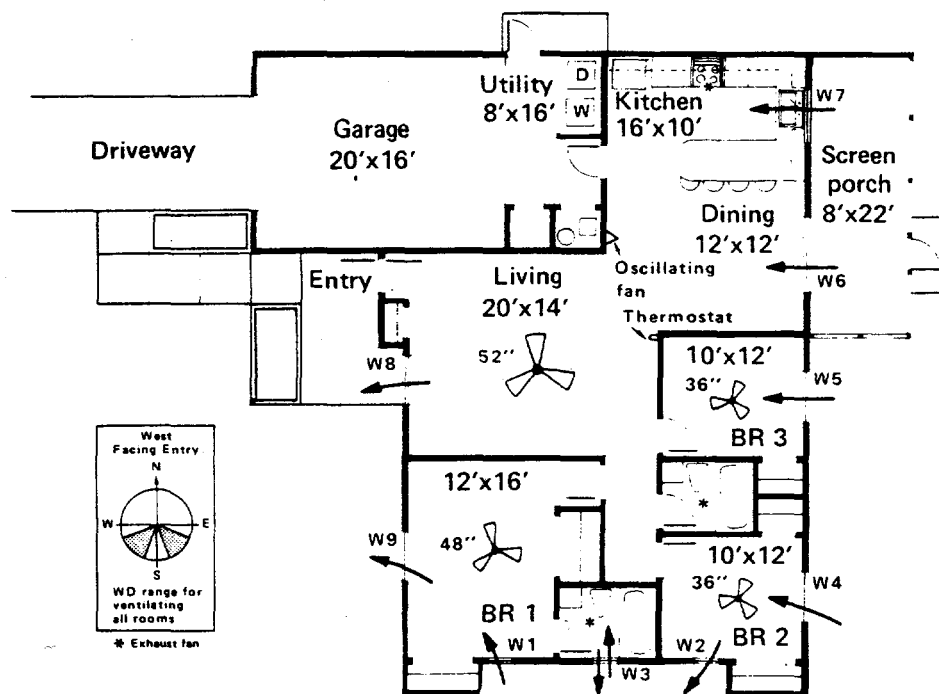 Utility
8'x16'
D
W
Kitchen
16'x10'
W7
Garage
20'x16'
Driveway
Screen
porch
8'x22'
Dining
12'x12'
Entry
Living
20'x14'
Oscillating
fan
Thermostat
W6
52"
W8
10'x12'
36"
W5
BR 3
West
Facing Entry
N
W
E
S
WD range for
ventilating
all rooms
* Exhaust fan
12'x16'
W9
48"
BR 1
*
10'x12'
36"
W4
BR 2
*
W1
W3
W2
*